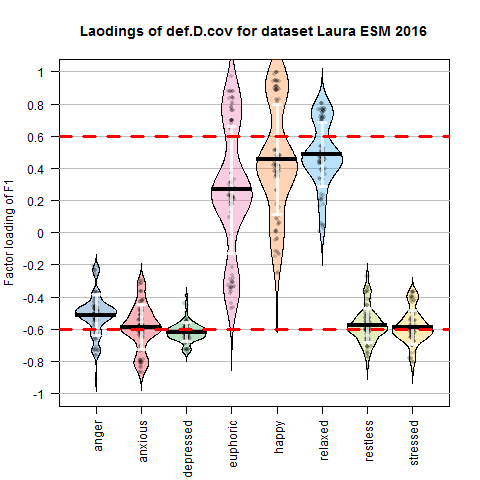 Laodings of def.D.cov for dataset Laura ESM 2016
Factor loading of F1
1
0.8
0.6
0.4
0.2
0
-0.2
-0.4
-0.6
-0.8
-1
anger
anxious
depressed
euphoric
happy
relaxed
restless
stressed